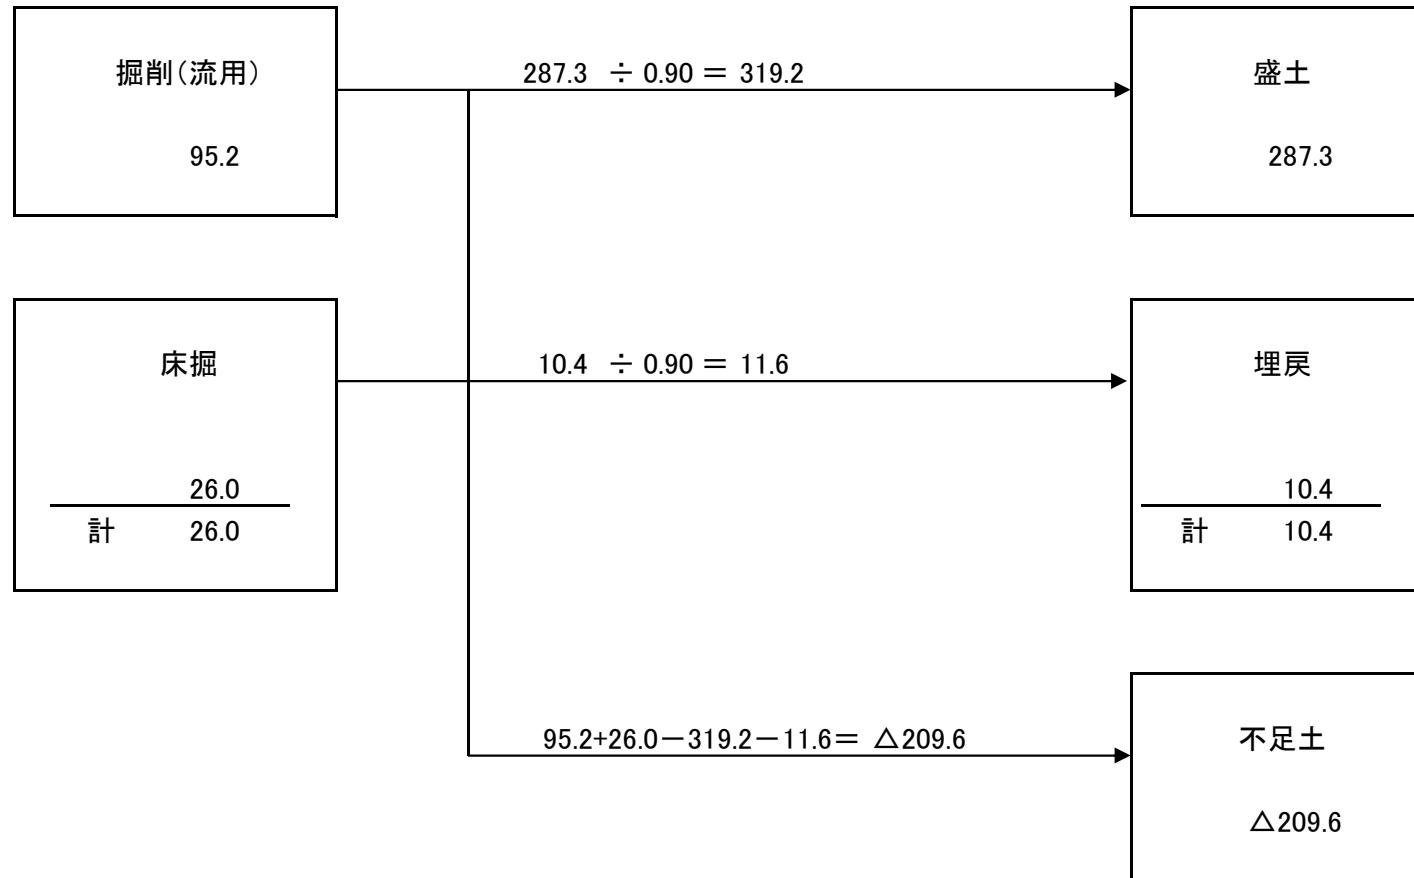 掘削（流用）
95.2
287.3 ÷ 0.90 ＝ 319.2
盛土
287.3
床掘
26.0
計 26.0
10.4 ÷ 0.90 ＝ 11.6
埋戻
10.4
計 10.4
95.2+26.0－319.2－11.6＝ △209.6
不足土
△209.6